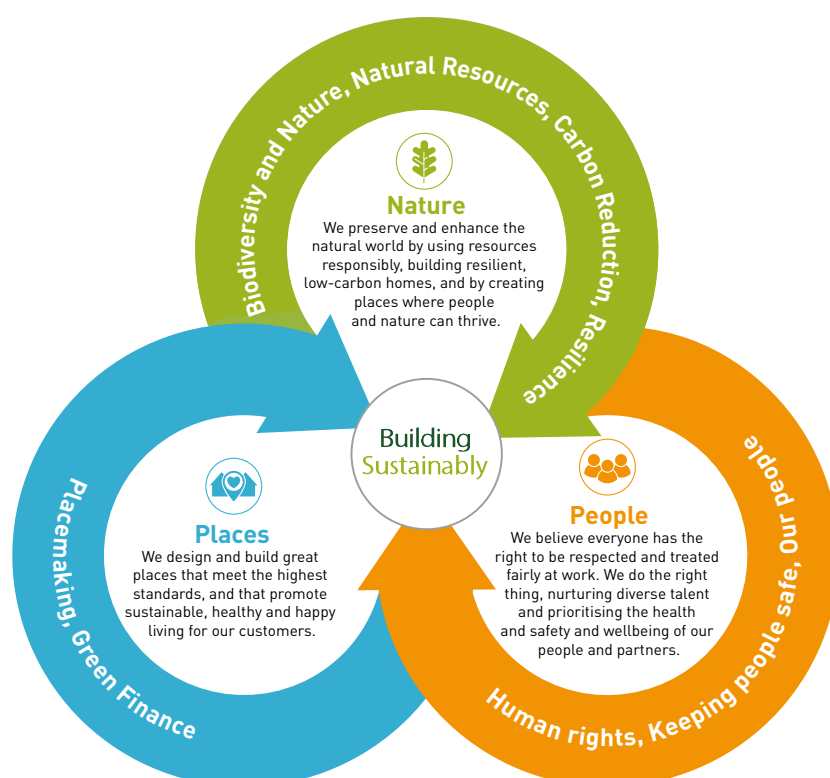 Biodiversity and Nature, Natural Resources, Carbon Reduction, Resilience
Nature
We preserve and enhance the
natural world by using resources
responsibly, building resilient,
low-carbon homes, and by creating
places where people
and nature can thrive.
Building
Sustainably
Places
We design and build great
places that meet the highest
standards, and that promote
sustainable, healthy and happy
living for our customers.
Placemaking, Green Finance
People
We believe everyone has the
right to be respected and treated
fairly at work. We do the right
thing, nurturing diverse talent
and prioritising the health
and safety and wellbeing of our
people and partners.
Human rights, Keeping people safe, Our people